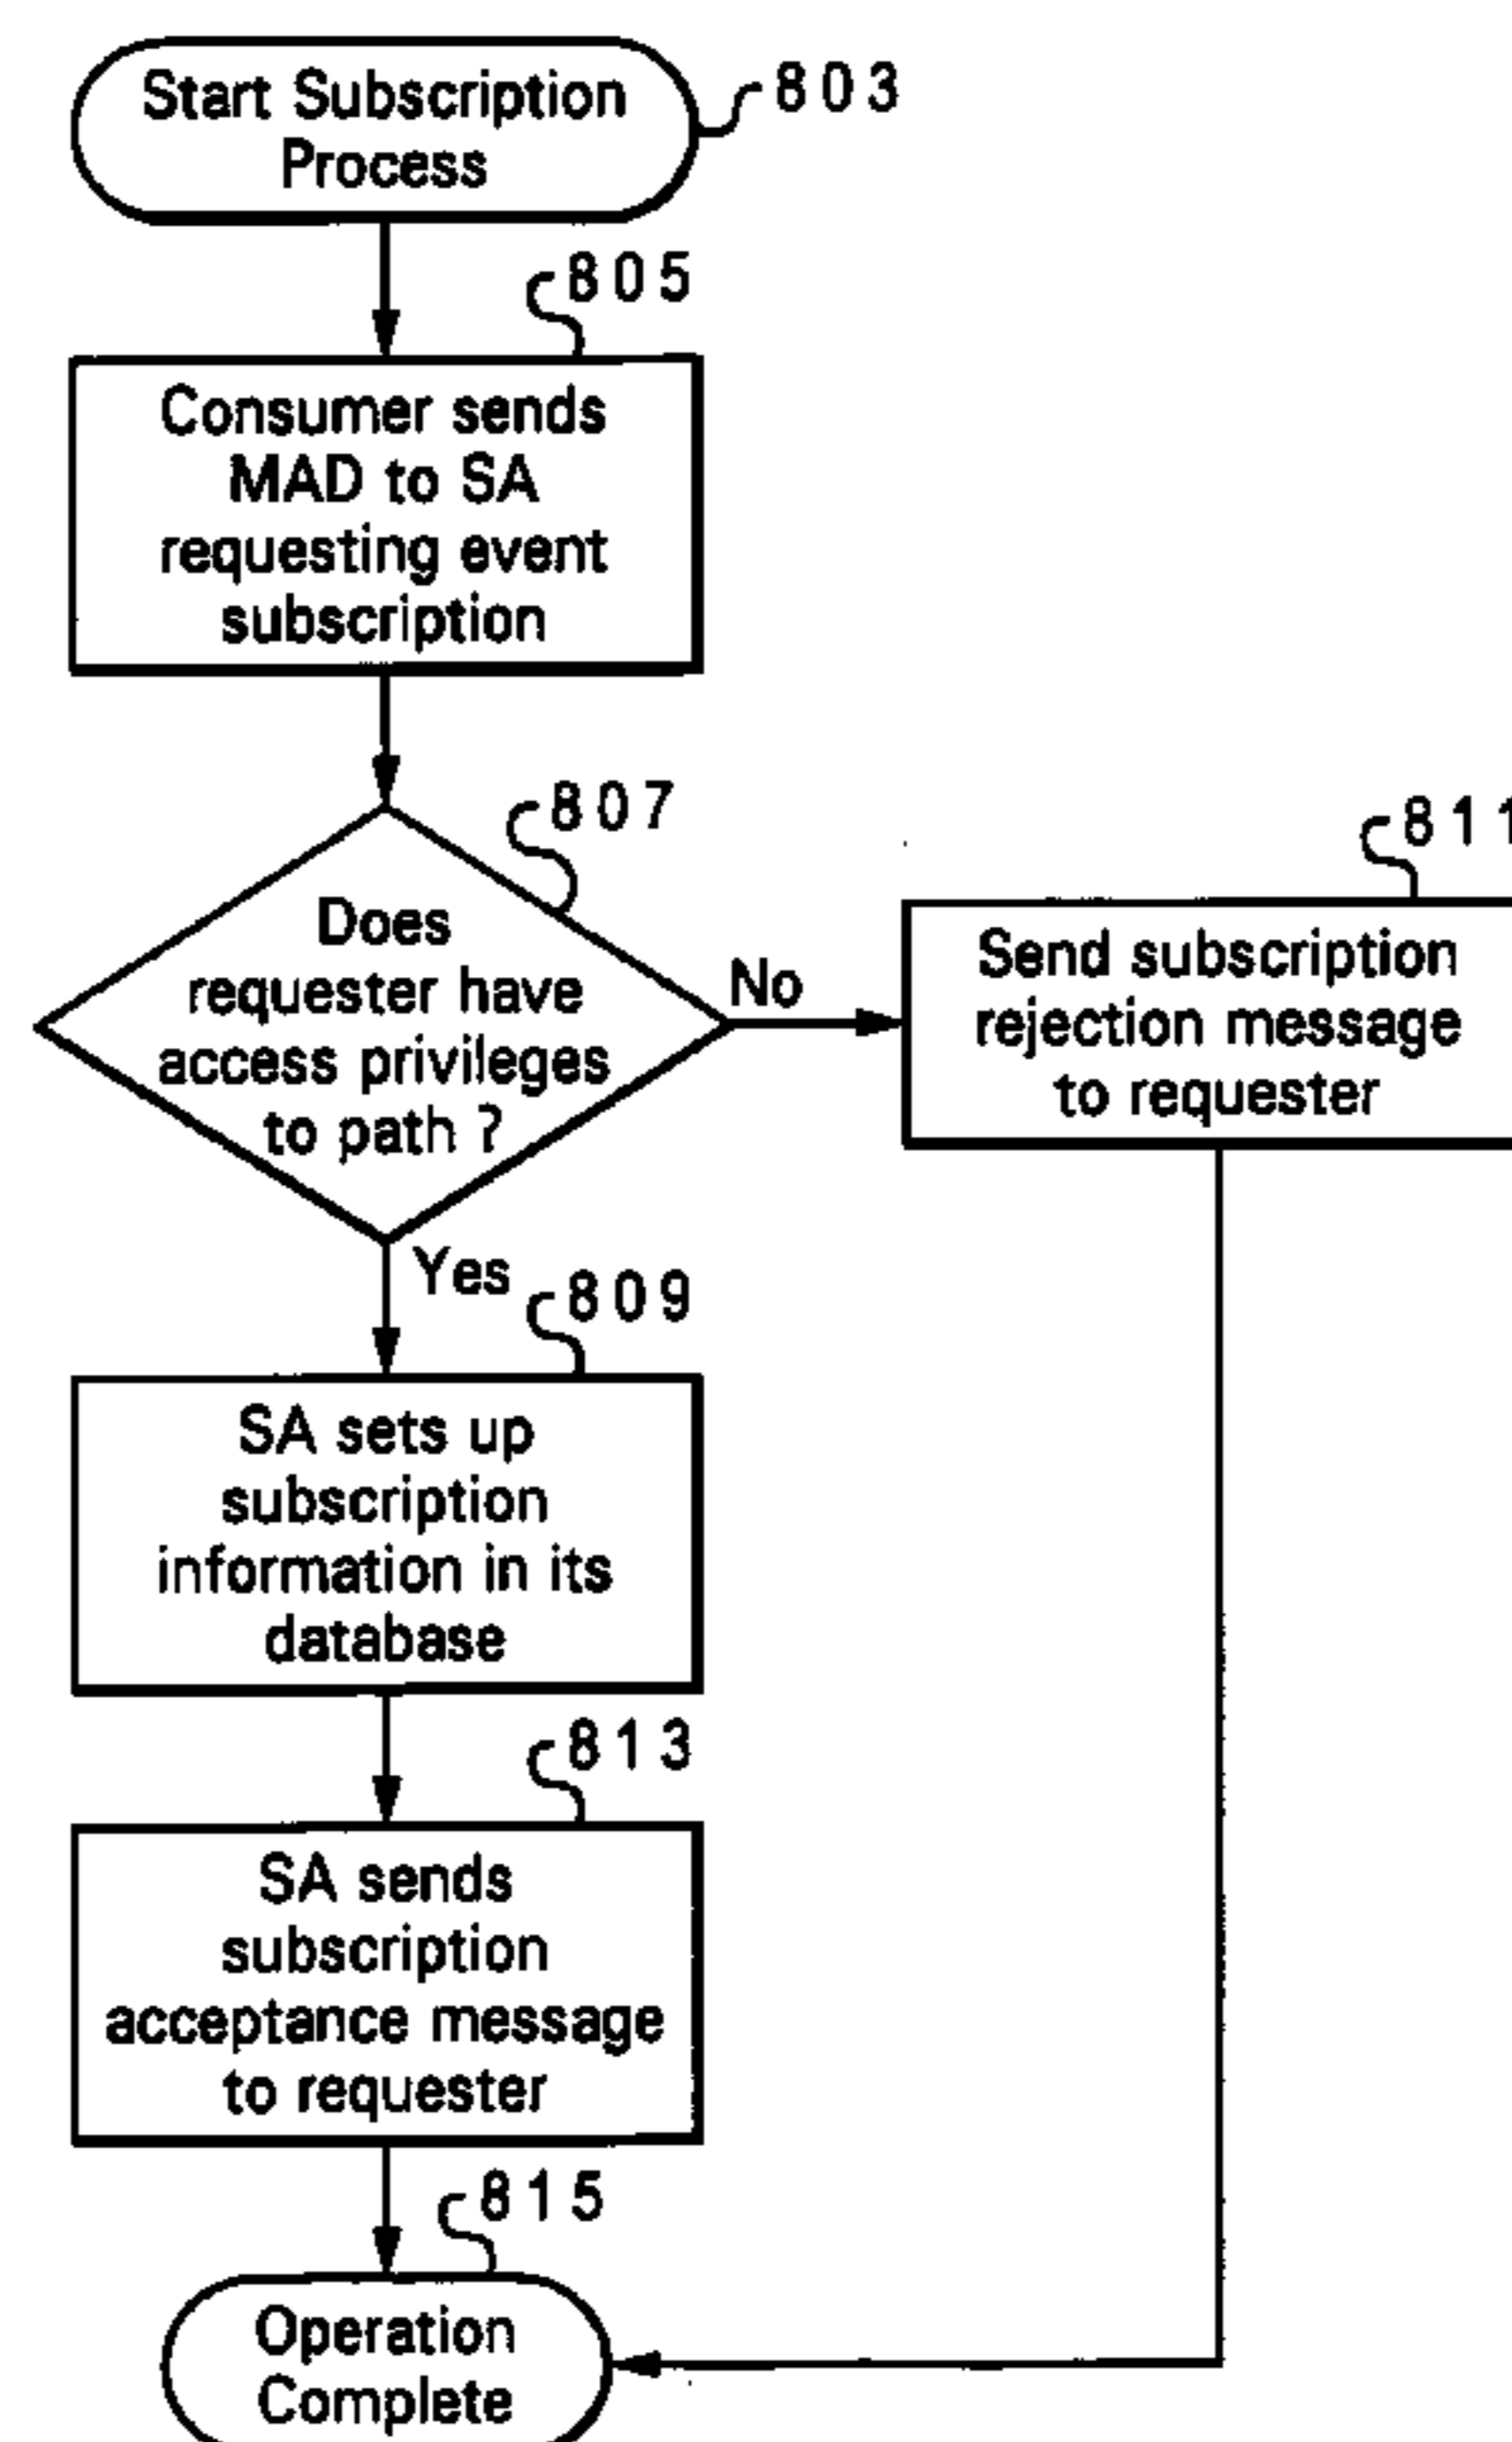 Start Subscription
Process
803
805
Consumer sends
MAD to SA
requesting event
subscription
807
Does
requester have
access privileges
to path ?
No
811
Send subscription
rejection message
to requester
Yes
809
SA sets up
subscription
information in its
database
813
SA sends
subscription
acceptance message
to requester
815
Operation
Complete